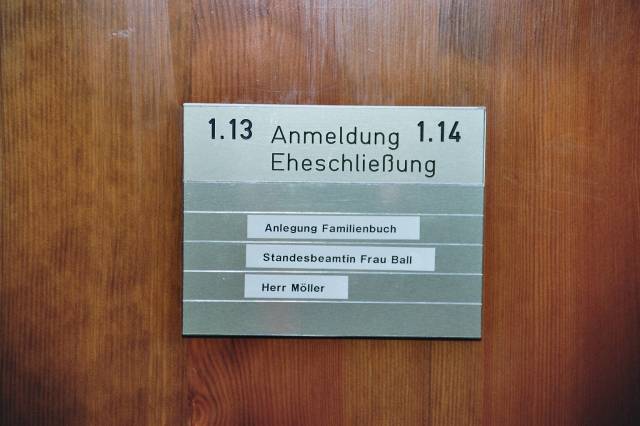 1.13 Anmeldung 1.14
Eheschließung
Anlegung Familienbuch
Standesbeamtin Frau Ball
Herr Möller